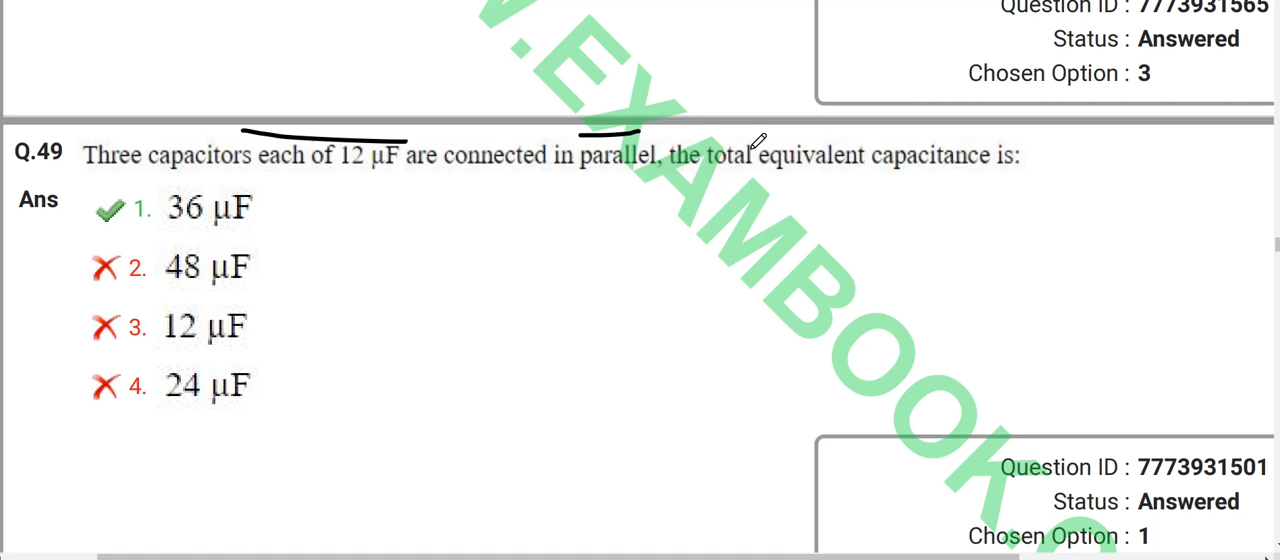 Question ID : 7773931565
Status : Answered
Chosen Option : 3
Q.49 Three capacitors each of 12 μF are connected in parallel, the total equivalent capacitance is:
Ans
1. 36 μF
2. 48 μF
3. 12 μF
4. 24 μF
Question ID : 7773931501
Status : Answered
Chosen Option : 1
.EXAMBOOK.